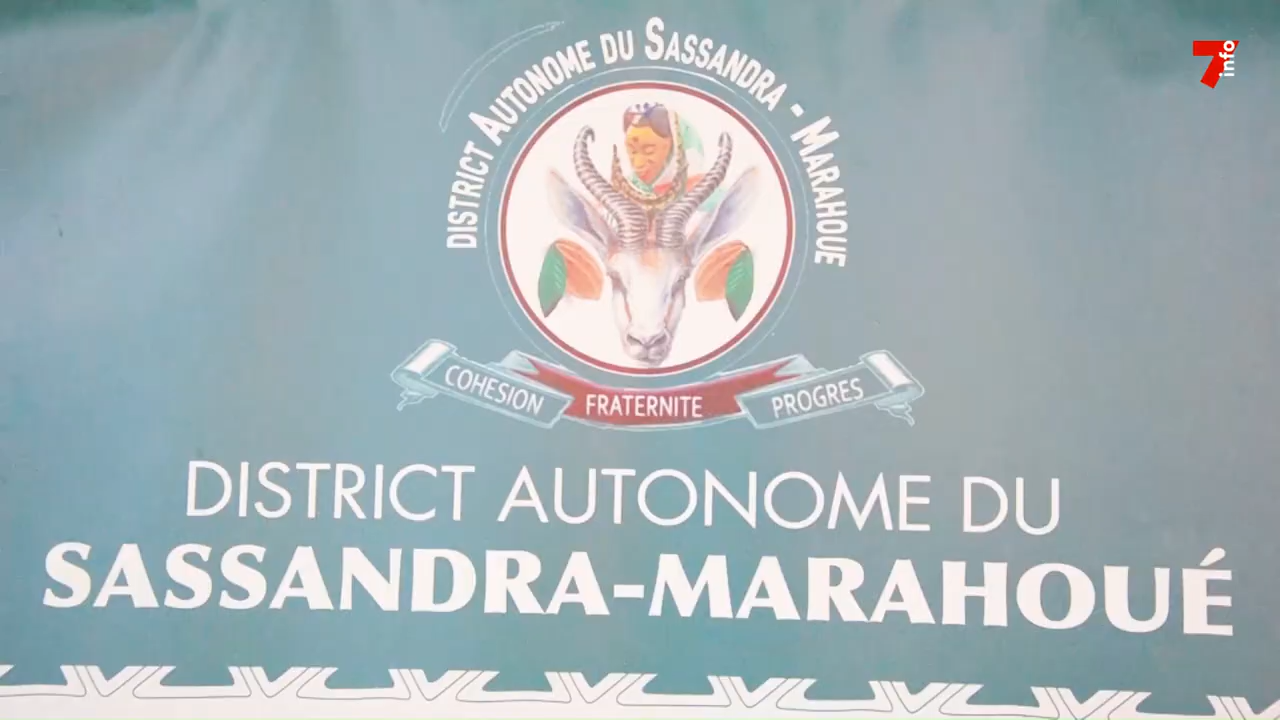 7info
DISTRICT AUTONOME DU SASSANDRA - MARAHOUE
COHESION FRATERNITE PROGRES
DISTRICT AUTONOME DU
SASSANDRA-MARAHOUÉ